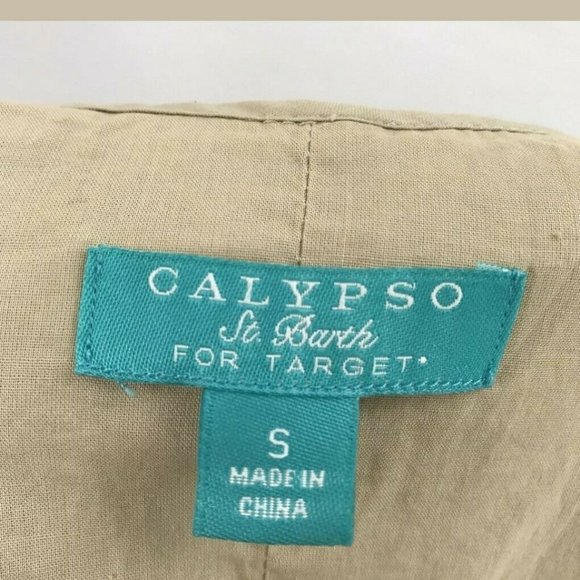 CALYPSO
St. Barth
FOR TARGET
S
MADE IN
CHINA